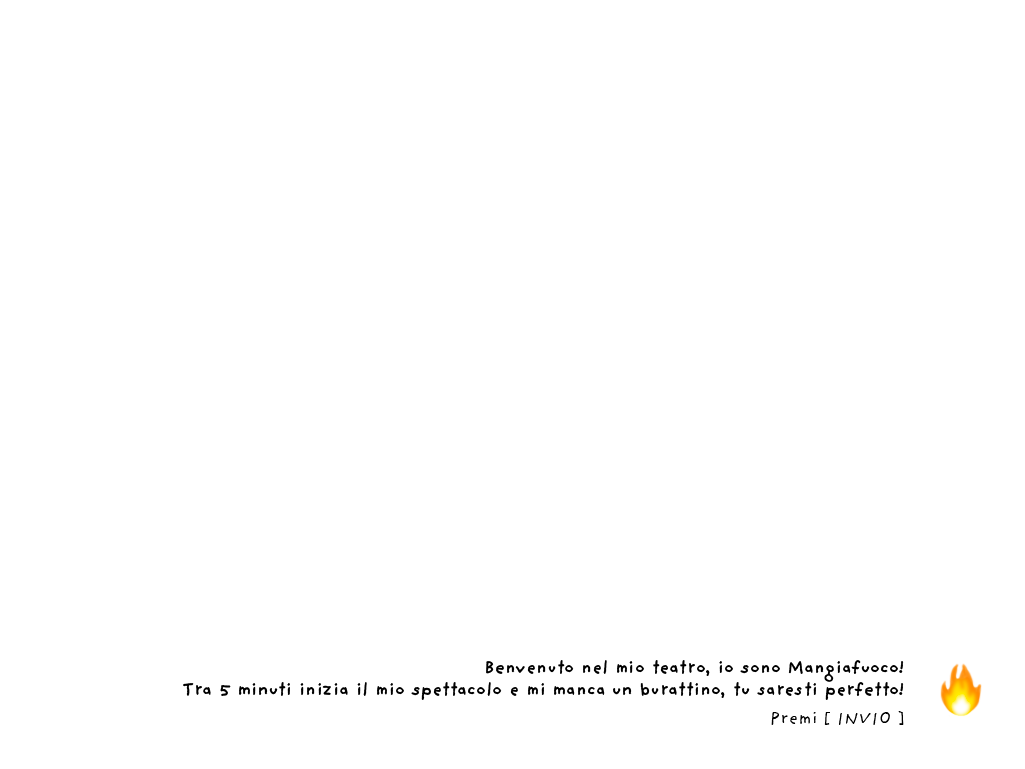 Benvenuto nel mio teatro, io sono Mangiafuoco!
Tra 5 minuti inizia il mio spettacolo e mi manca un burattino, tu saresti perfetto!
Premi [ INVIO ]